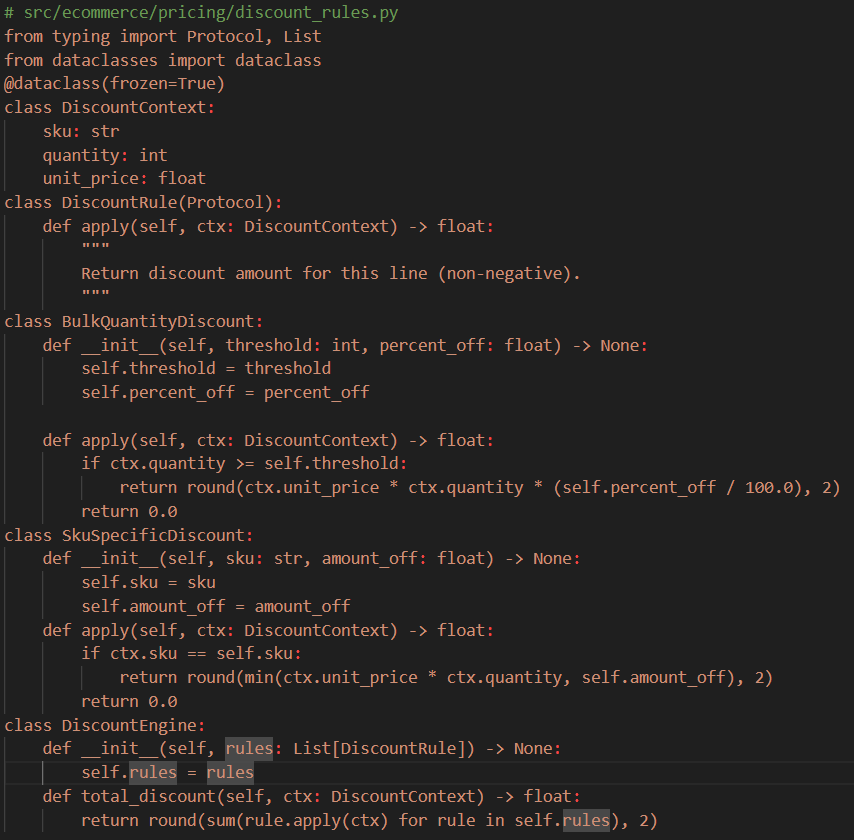 # src/ecommerce/pricing/discount_rules.py
from typing import Protocol, List
from dataclasses import dataclass
@dataclass(frozen=True)
class DiscountContext:
    sku: str
    quantity: int
    unit_price: float
class DiscountRule(Protocol):
    def apply(self, ctx: DiscountContext) -> float:
        """
        Return discount amount for this line (non-negative).
        """
class BulkQuantityDiscount:
    def __init__(self, threshold: int, percent_off: float) -> None:
        self.threshold = threshold
        self.percent_off = percent_off

    def apply(self, ctx: DiscountContext) -> float:
        if ctx.quantity >= self.threshold:
            return round(ctx.unit_price * ctx.quantity * (self.percent_off / 100.0), 2)
        return 0.0
class SkuSpecificDiscount:
    def __init__(self, sku: str, amount_off: float) -> None:
        self.sku = sku
        self.amount_off = amount_off
    def apply(self, ctx: DiscountContext) -> float:
        if ctx.sku == self.sku:
            return round(min(ctx.unit_price * ctx.quantity, self.amount_off), 2)
        return 0.0
class DiscountEngine:
    def __init__(self, rules: List[DiscountRule]) -> None:
        self.rules = rules
    def total_discount(self, ctx: DiscountContext) -> float:
        return round(sum(rule.apply(ctx) for rule in self.rules), 2)